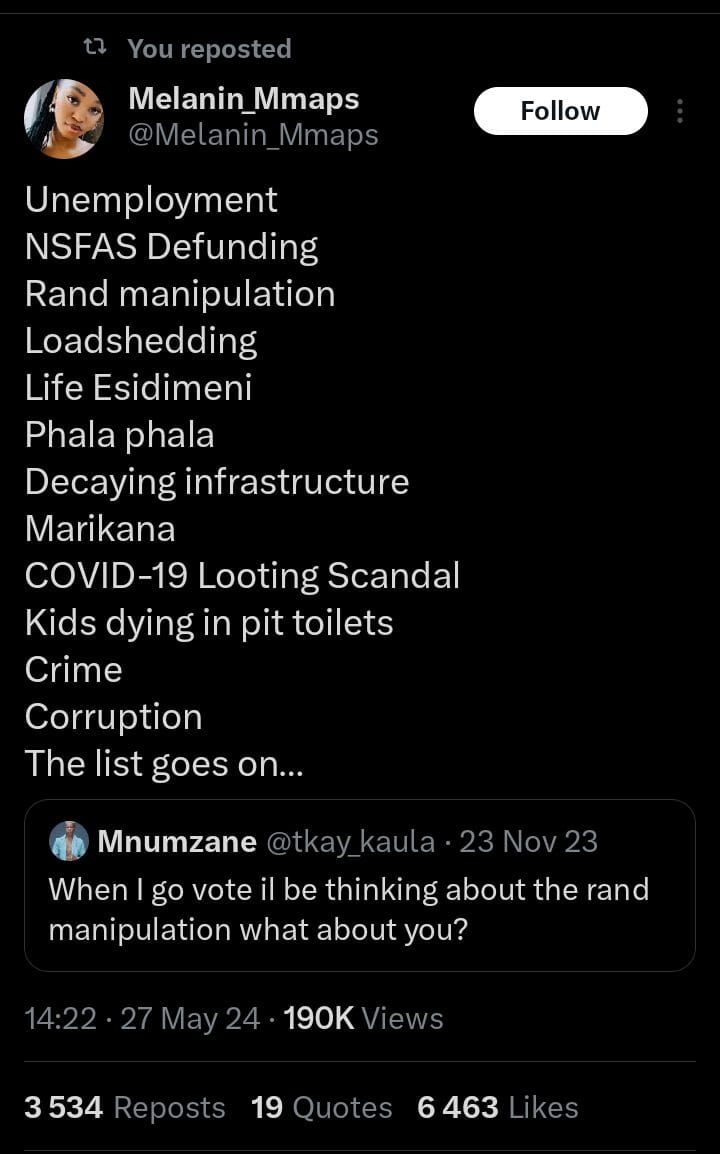 You reposted
Melanin_Mmaps
@Melanin_Mmaps
Follow
Unemployment
NSFAS Defunding
Rand manipulation
Loadshedding
Life Esidimeni
Phala phala
Decaying infrastructure
Marikana
COVID-19 Looting Scandal
Kids dying in pit toilets
Crime
Corruption
The list goes on...
Mnumzane @tkay_kaula · 23 Nov 23
When I go vote il be thinking about the rand
manipulation what about you?
14:22 · 27 May 24 · 190K Views
3 534 Reposts 19 Quotes 6 463 Likes